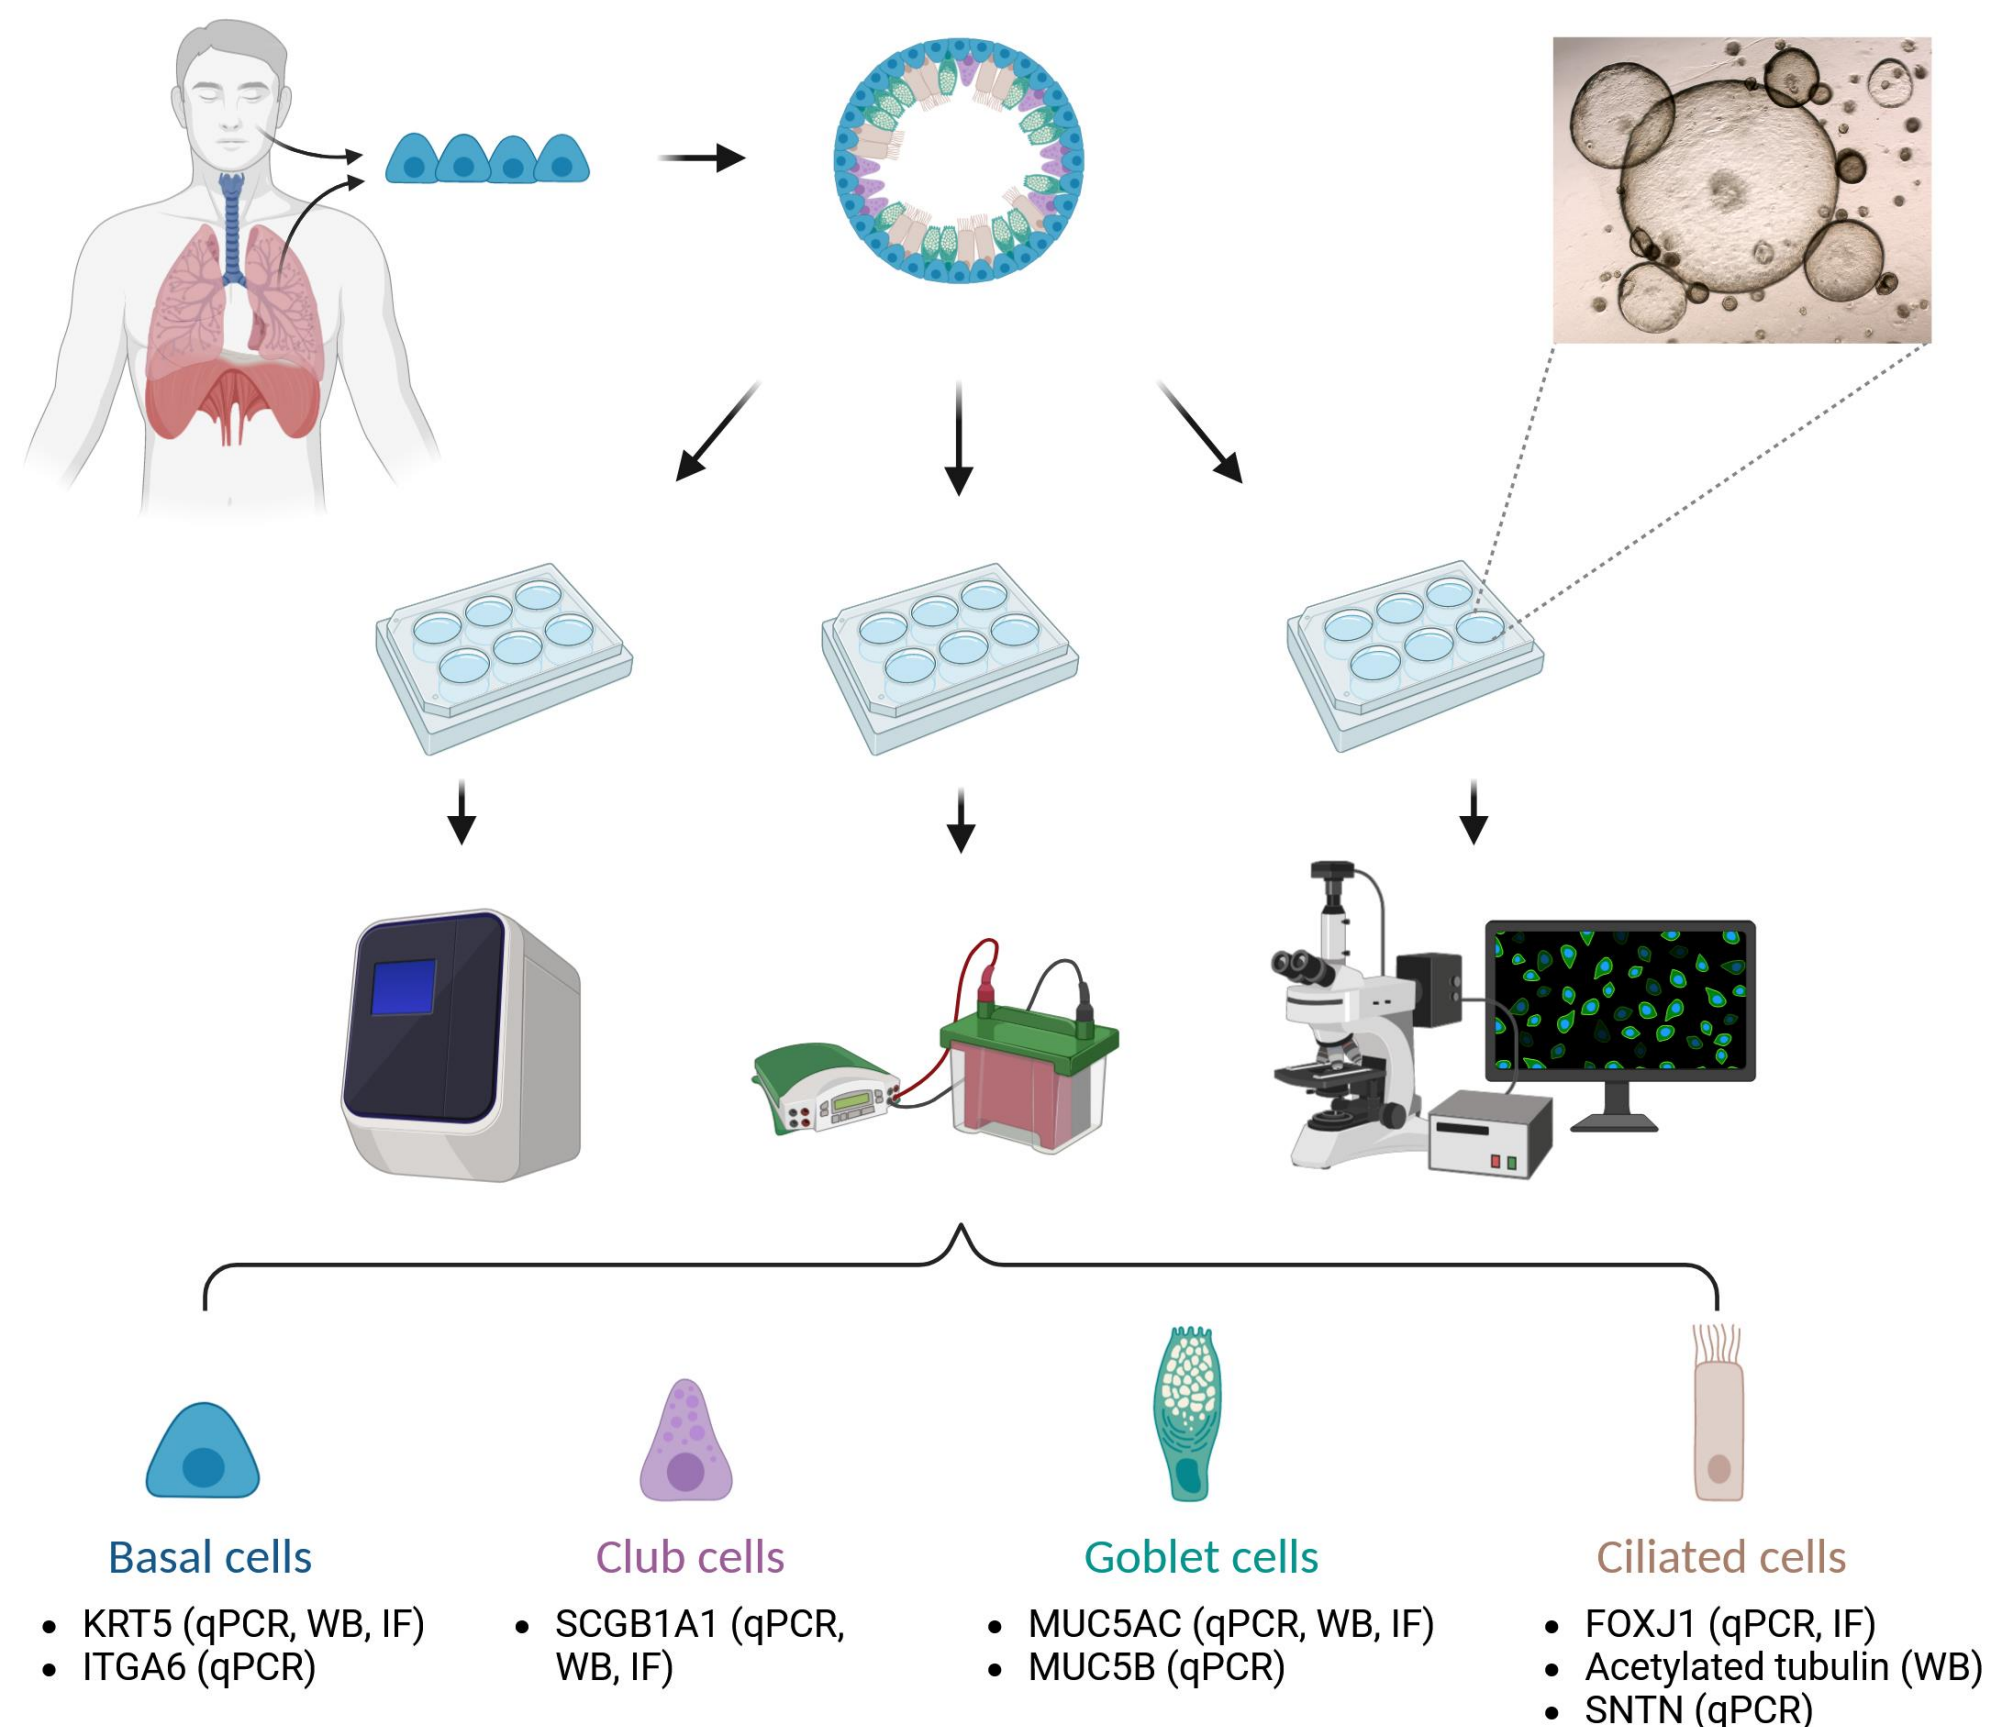 Basal cells
• KRT5 (qPCR, WB, IF)
• ITGA6 (qPCR)
Club cells
• SCGB1A1 (qPCR,
WB, IF)
Goblet cells
• MUC5AC (qPCR, WB, IF)
• MUC5B (qPCR)
Ciliated cells
• FOXJ1 (qPCR, IF)
• Acetylated tubulin (WB)
• SNTN (qPCR)